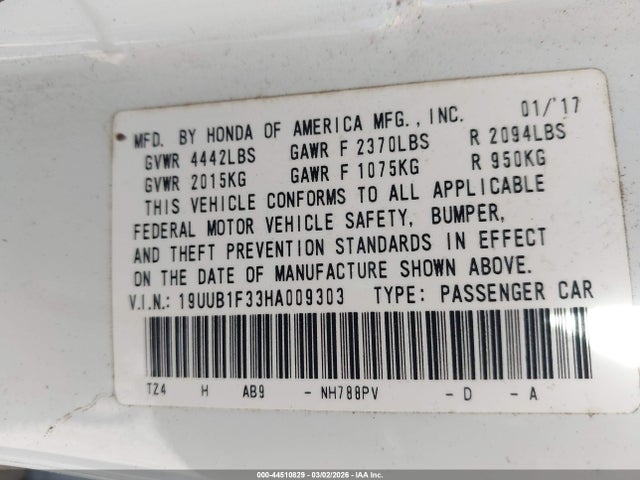 MFD. BY HONDA OF AMERICA MFG., INC. 01/'17
GVWR 4442LBS GAWR F 2370LBS R 2094LBS
GVWR 2015KG GAWR F 1075KG R 950KG
THIS VEHICLE CONFORMS TO ALL APPLICABLE
FEDERAL MOTOR VEHICLE SAFETY, BUMPER,
AND THEFT PREVENTION STANDARDS IN EFFECT
ON THE DATE OF MANUFACTURE SHOWN ABOVE.
V.I.N.: 19UUB1F33HA009303 TYPE: PASSENGER CAR
TZ4 H AB9 - NH788PV - D - A
000-44510829 - 03/02/2026 - IAA Inc.